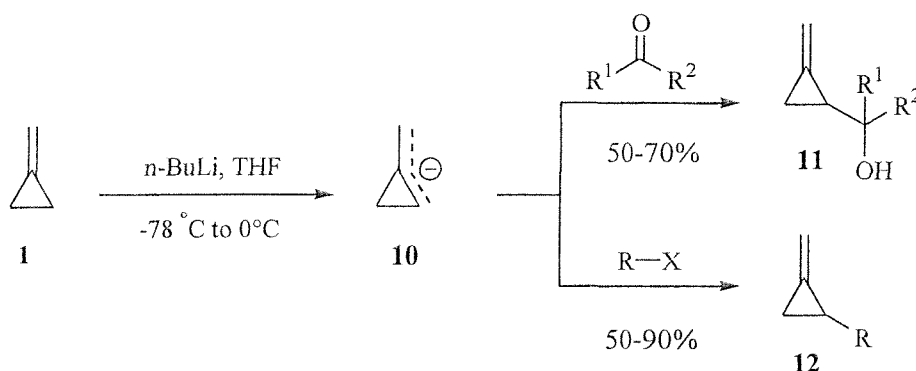 O
R¹ R²
50-70%
R¹
R²
OH
11
n-BuLi, THF
-78 °C to 0°C
1
⊖
10
R—X
50-90%
R
12